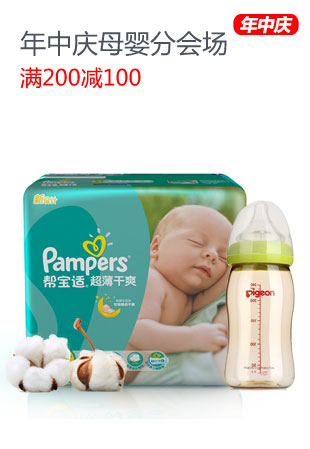 年中庆
年中庆母婴分会场
满200减100
Pampers
帮宝适
超薄干爽
pigeon